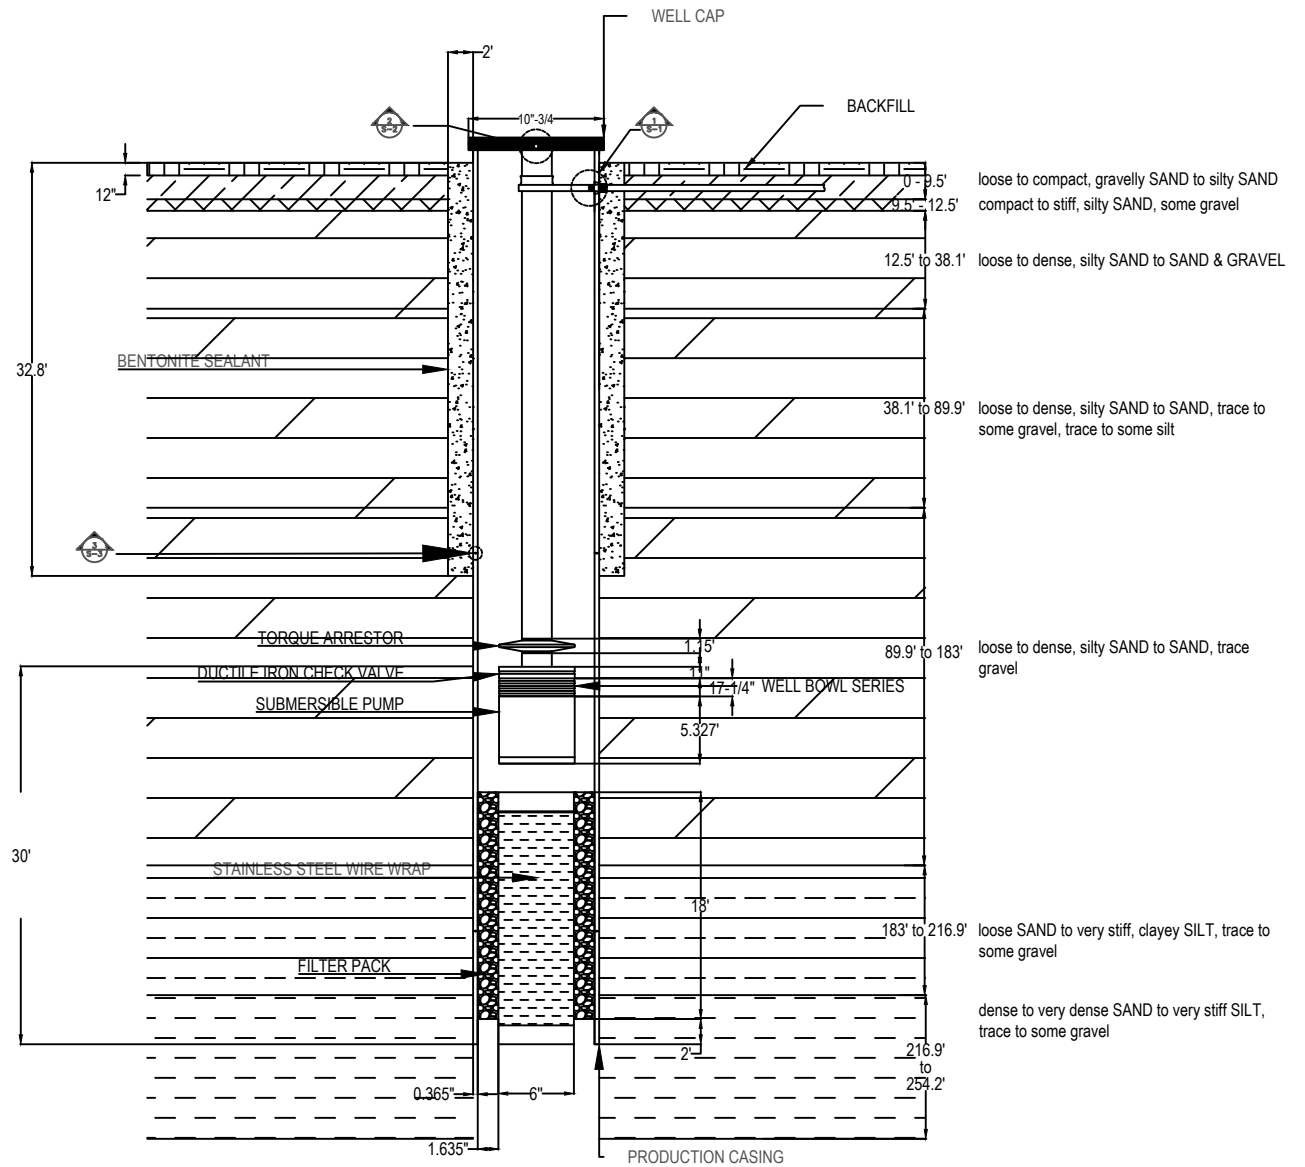 WELL CAP
2'
10"-3/4
2
S-2
1
S-1
BACKFILL
12"
0 - 9.5'
loose to compact, gravelly SAND to silty SAND
9.5' - 12.5'
compact to stiff, silty SAND, some gravel
12.5' to 38.1'
loose to dense, silty SAND to SAND & GRAVEL
BENTONITE SEALANT
32.8'
38.1' to 89.9'
loose to dense, silty SAND to SAND, trace to
some gravel, trace to some silt
3
S-3
TORQUE ARRESTOR
1.15'
89.9' to 183'
loose to dense, silty SAND to SAND, trace
gravel
DUCTILE IRON CHECK VALVE
11"
17-1/4"
WELL BOWL SERIES
SUBMERSIBLE PUMP
5.327'
30'
STAINLESS STEEL WIRE WRAP
18'
183' to 216.9'
loose SAND to very stiff, clayey SILT, trace to
some gravel
FILTER PACK
dense to very dense SAND to very stiff SILT,
trace to some gravel
2'
216.9'
to
254.2'
0.365"
6"
1.635"
PRODUCTION CASING